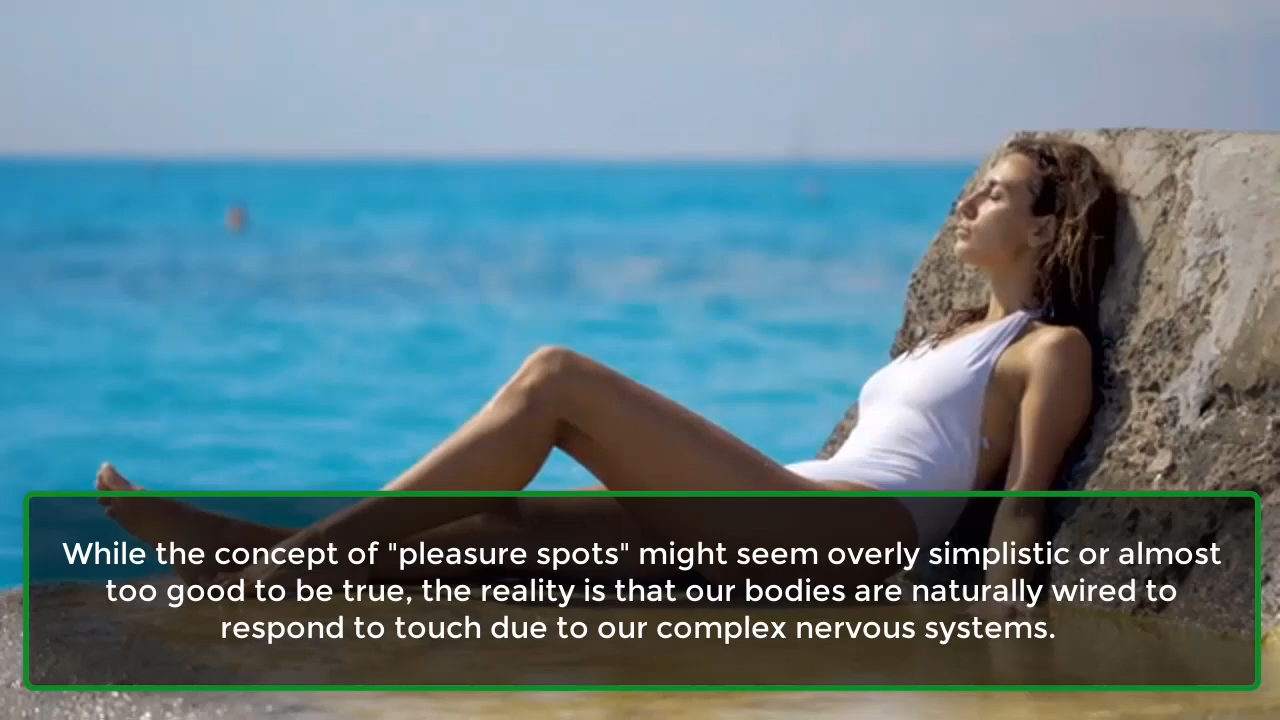 While the concept of "pleasure spots" might seem overly simplistic or almost
too good to be true, the reality is that our bodies are naturally wired to
respond to touch due to our complex nervous systems.